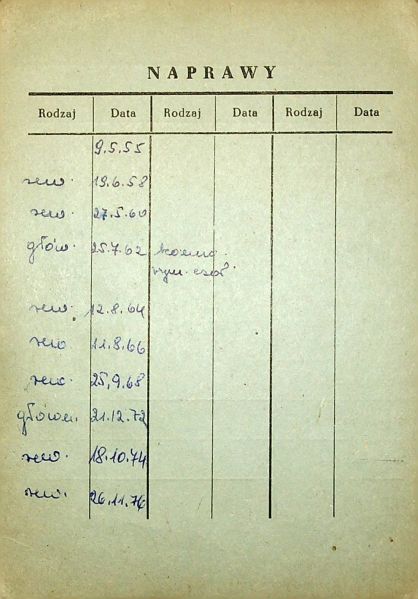 NAPRAWY
Rodzaj Data Rodzaj Data Rodzaj Data
9.5.55
rew. 19.6.58
rew. 27.5.60
głów. 25.7.62
rew. 12.8.64
rew 11.8.66
rew. 25,9.68
główn. 21.12.72
rew. 18.10.74
rew. 26.11.76